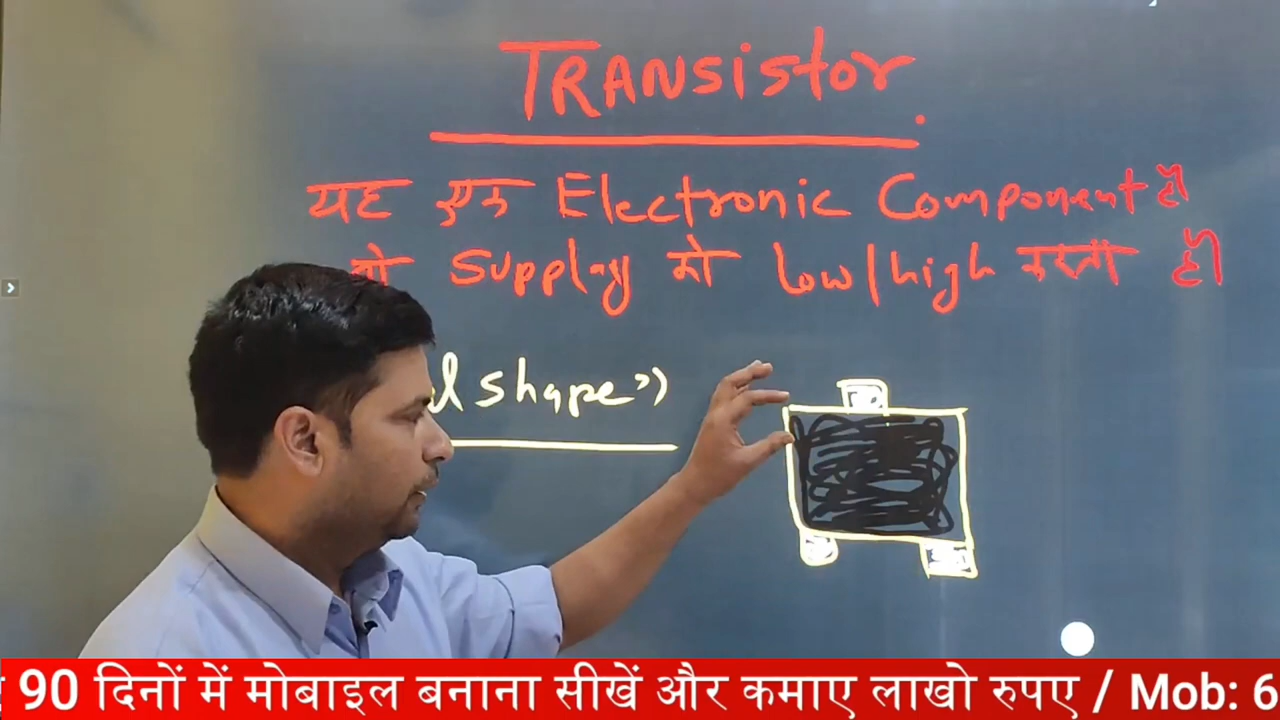 TRANSistor.
यह एक Electronic Component है
जो Supply को low/high करता है
shape"
90 दिनों में मोबाइल बनाना सीखें और कमाए लाखो रुपए / Mob: 6